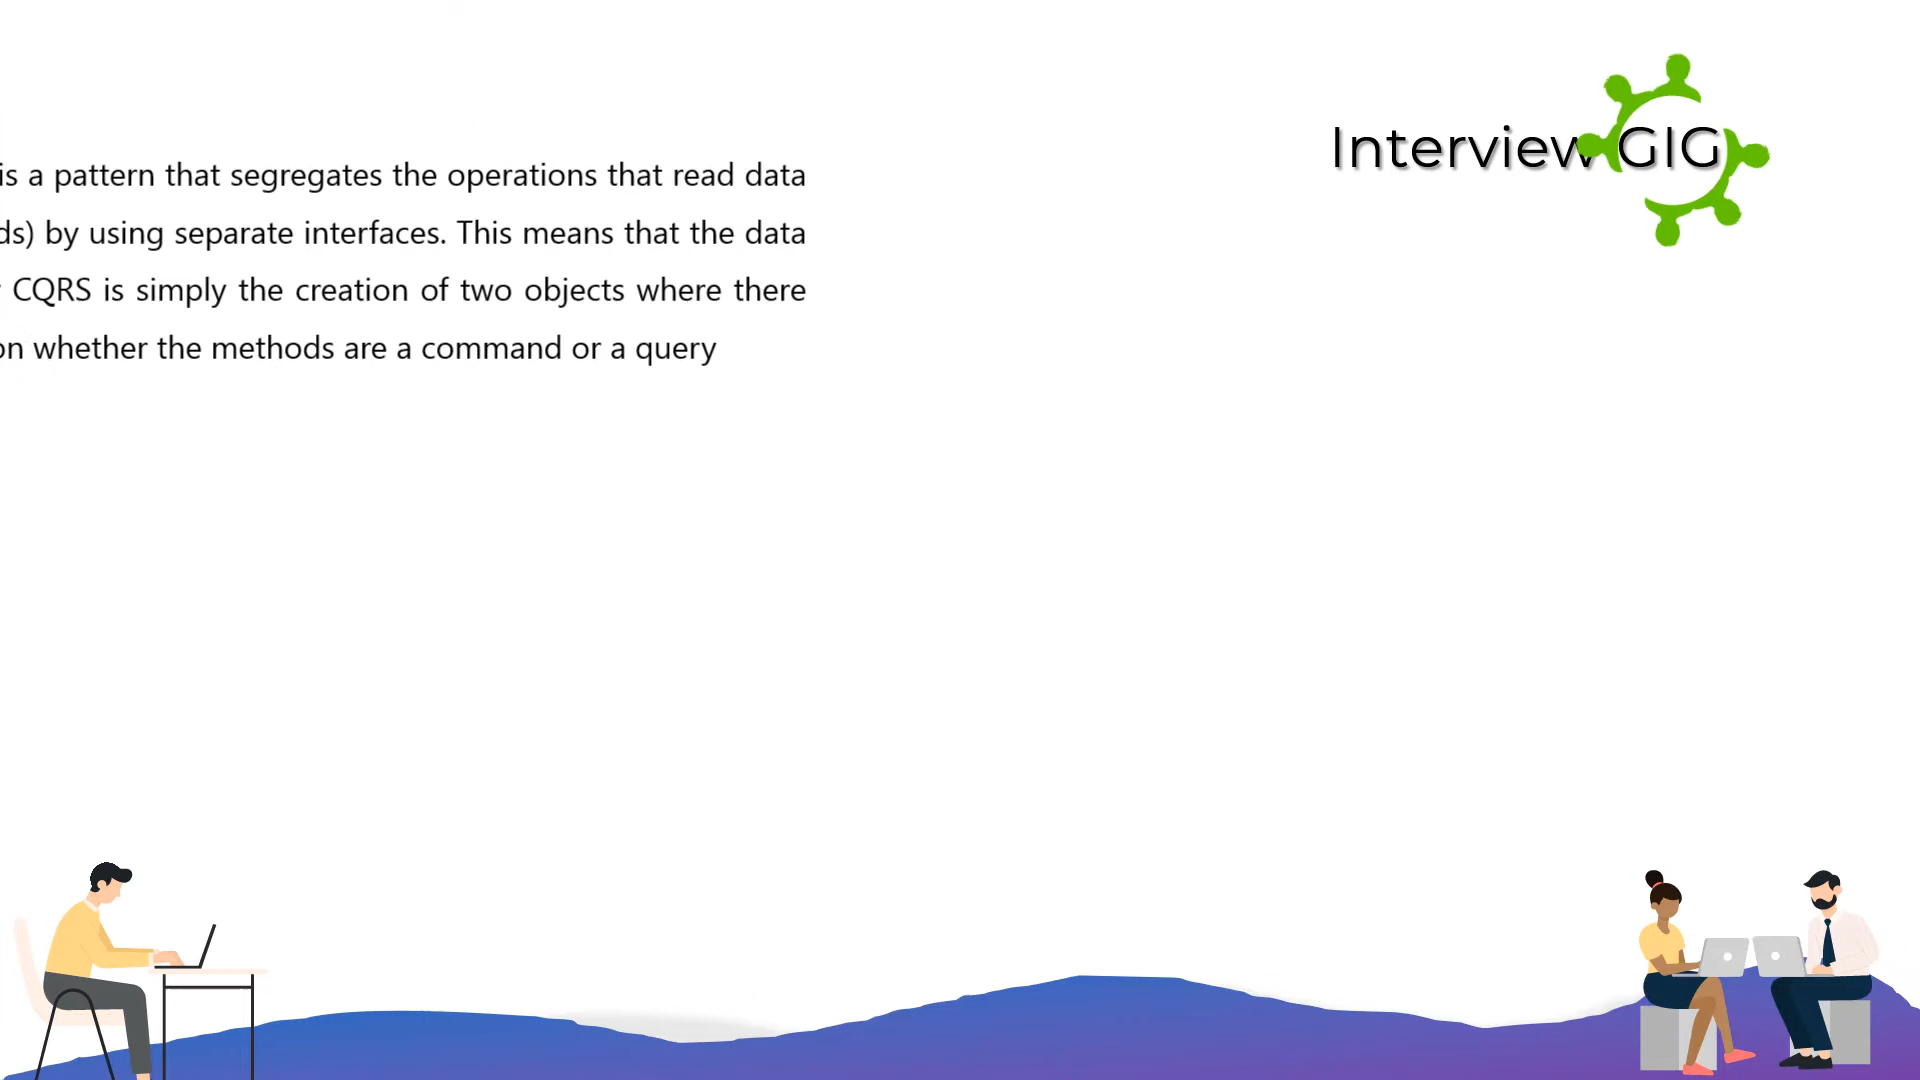 is a pattern that segregates the operations that read data
ds) by using separate interfaces. This means that the data
CQRS is simply the creation of two objects where there
on whether the methods are a command or a query
Interview GIG